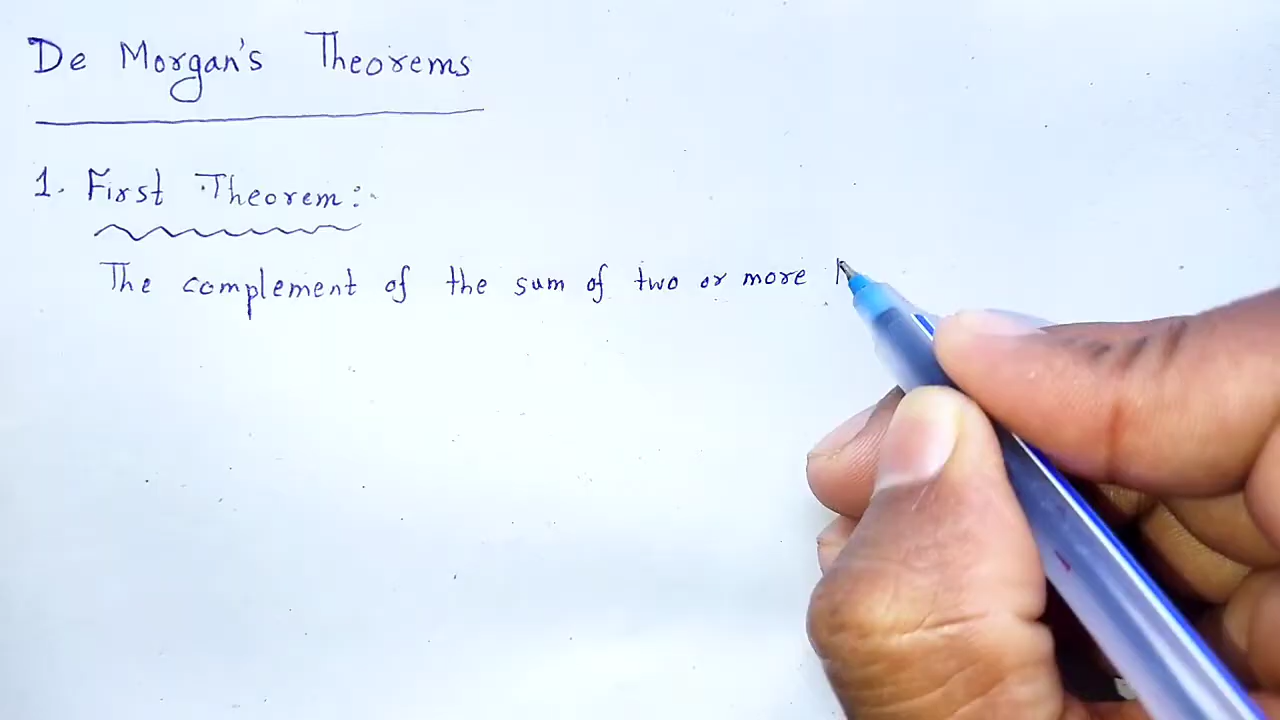 De Morgan's Theorems
1. First Theorem:-
The complement of the sum of two or more